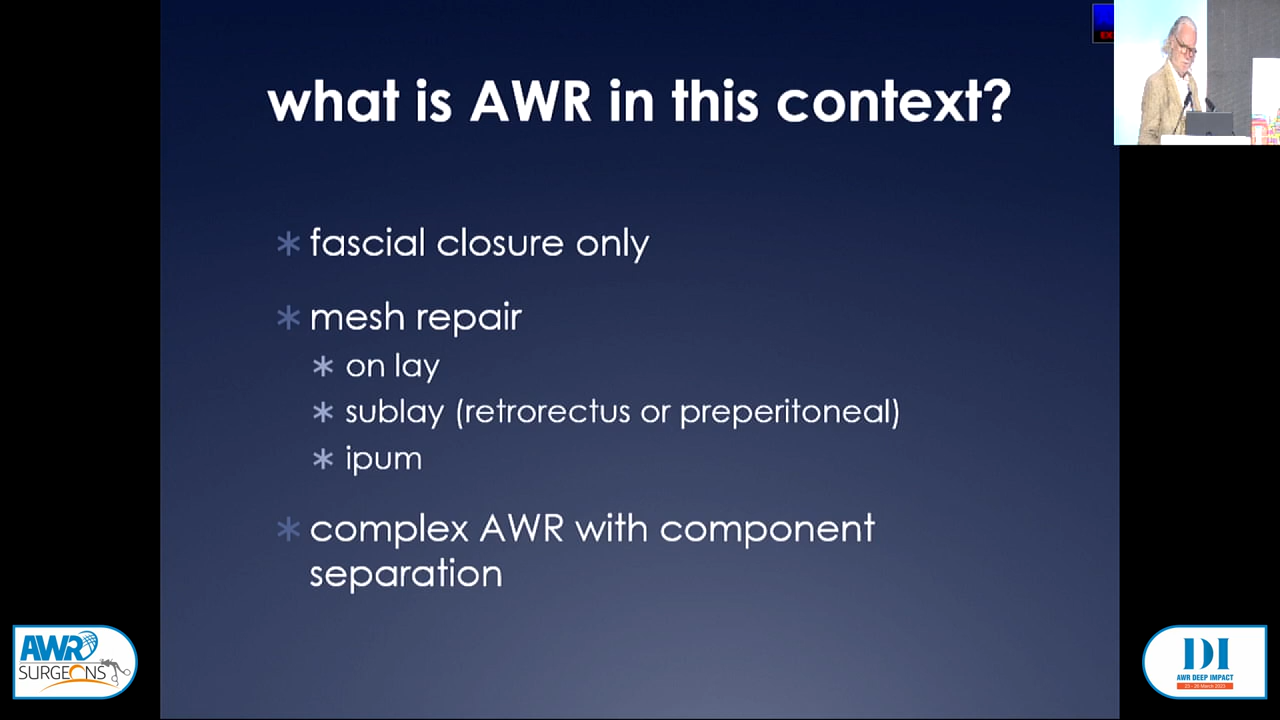 what is AWR in this context?
* fascial closure only
* mesh repair
* on lay
* sublay (retrorectus or preperitoneal)
* ipum
* complex AWR with component
separation
AWR
SURGEONS
DI
AWR DEEP IMPACT